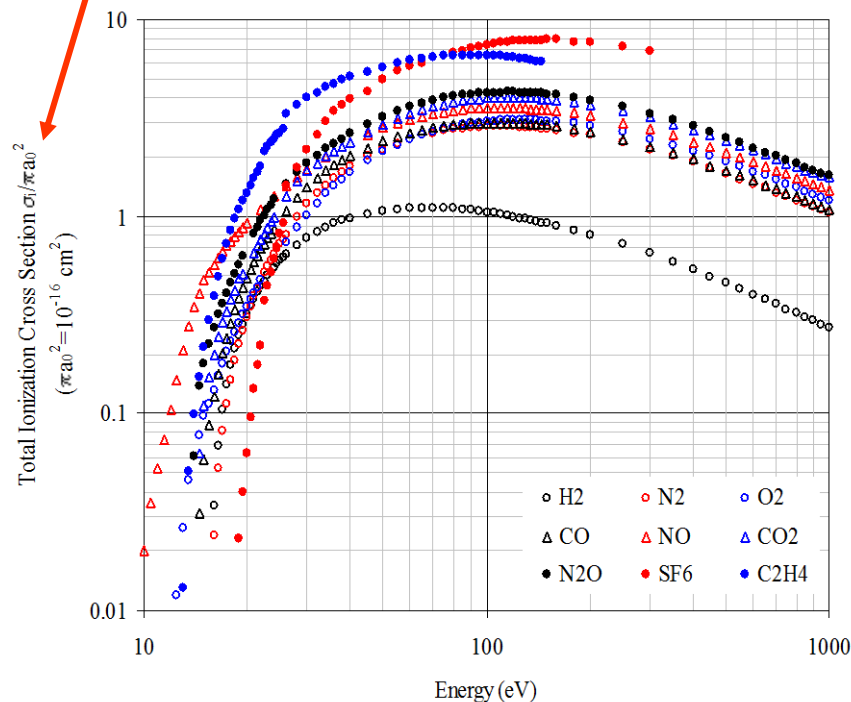 10
1
0.1
0.01
Total Ionization Cross Section σᵢ/πa₀²
(πa₀²=10⁻¹⁶ cm²)
H2 N2 O2
CO NO CO2
N2O SF6 C2H4
10 100 1000
Energy (eV)